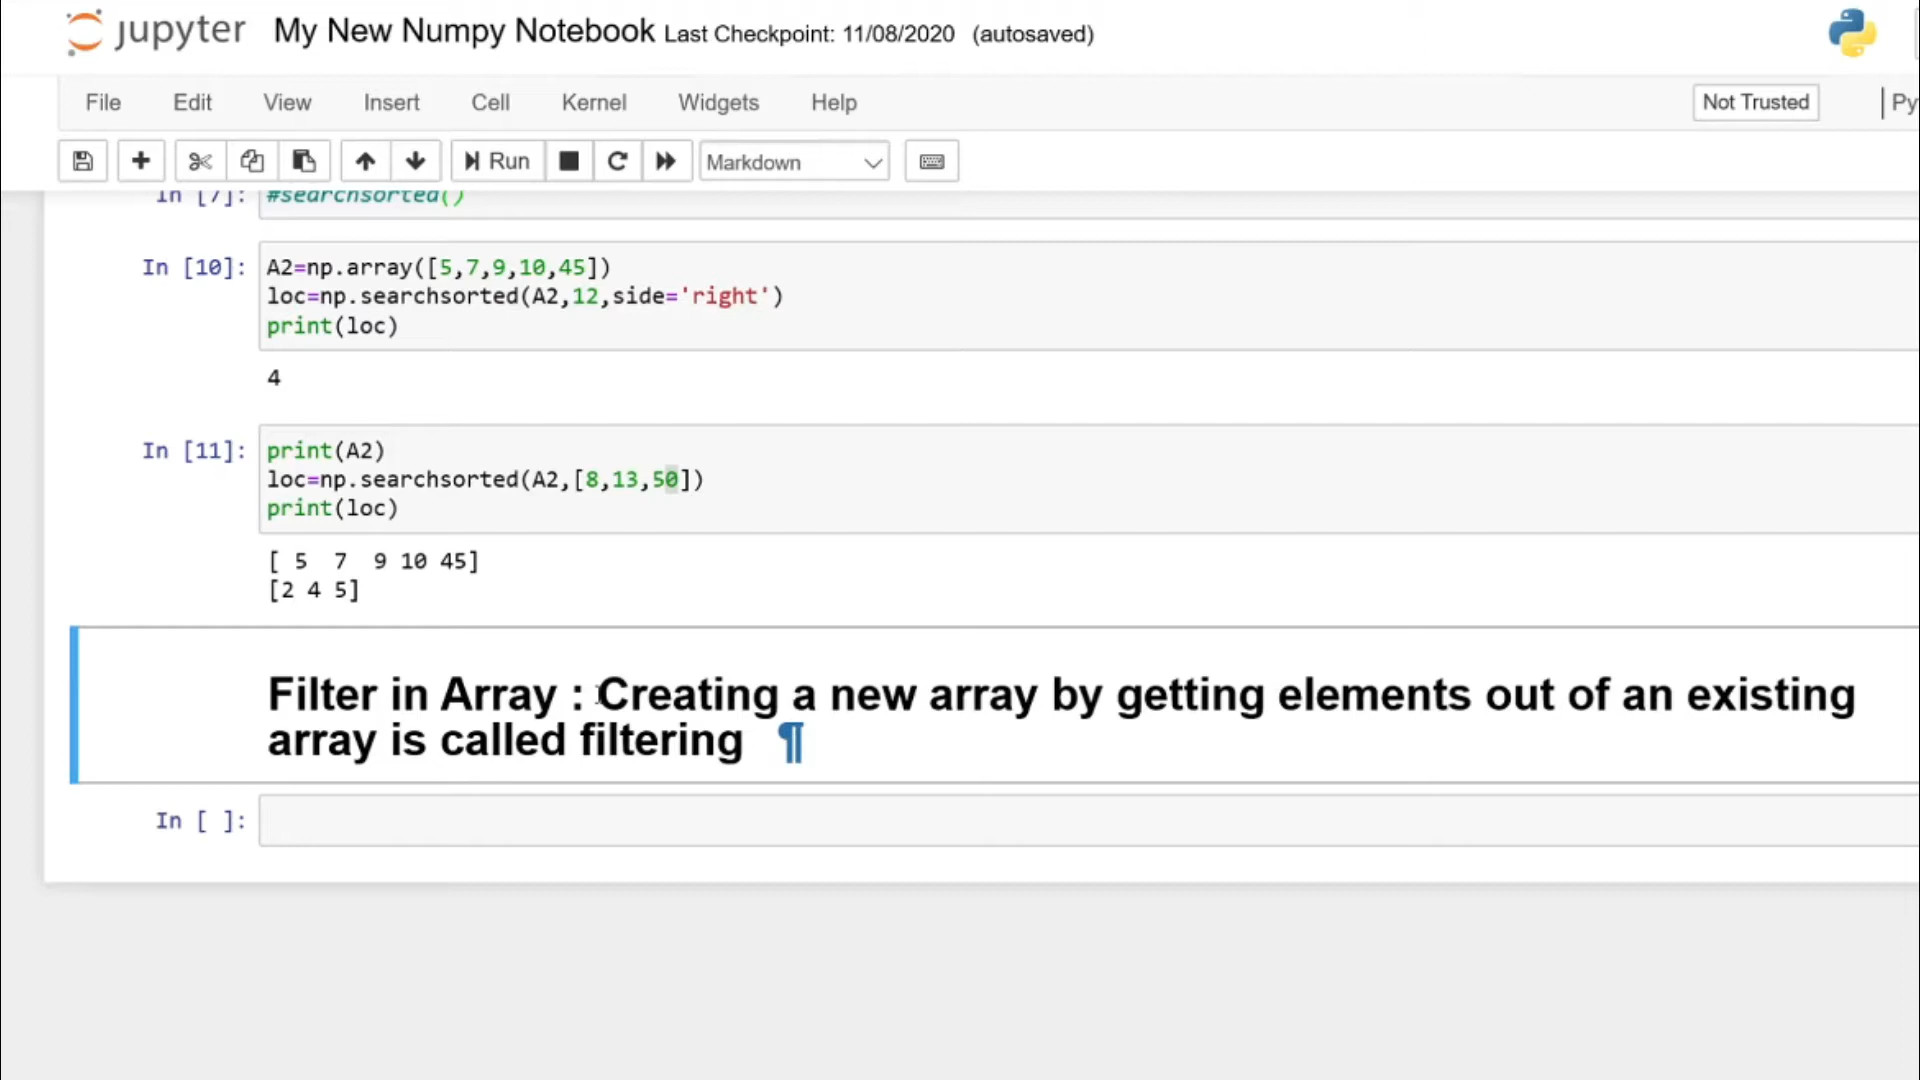 jupyter My New Numpy Notebook Last Checkpoint: 11/08/2020 (autosaved)
File Edit View Insert Cell Kernel Widgets Help Not Trusted Py
Run Markdown
In [7]: #searchsorted()
In [10]: A2=np.array([5,7,9,10,45])
loc=np.searchsorted(A2,12,side='right')
print(loc)
4
In [11]: print(A2)
loc=np.searchsorted(A2,[8,13,50])
print(loc)
[ 5  7  9 10 45]
[2 4 5]
Filter in Array : Creating a new array by getting elements out of an existing
array is called filtering ¶
In [ ]: